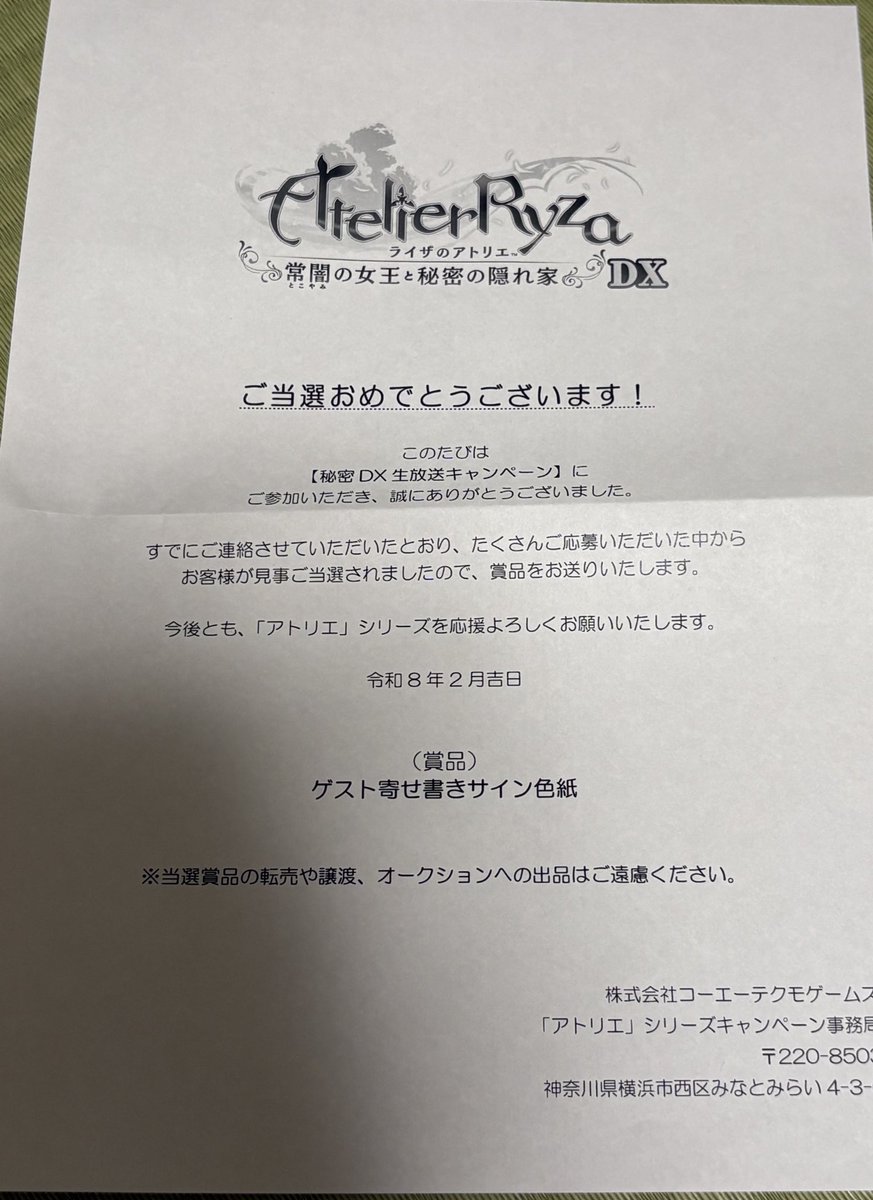 Atelier Ryza
ライザのアトリエ™
常闇の女王と秘密の隠れ家 DX
とこやみ
ご当選おめでとうございます！
このたびは
【秘密DX生放送キャンペーン】に
ご参加いただき、誠にありがとうございました。
すでにご連絡させていただいたとおり、たくさんご応募いただいた中から
お客様が見事ご当選されましたので、賞品をお送りいたします。
今後とも、「アトリエ」シリーズを応援よろしくお願いいたします。
令和8年2月吉日
（賞品）
ゲスト寄せ書きサイン色紙
※当選賞品の転売や譲渡、オークションへの出品はご遠慮ください。
株式会社コーエーテクモゲームス
「アトリエ」シリーズキャンペーン事務局
〒220-8503
神奈川県横浜市西区みなとみらい4-3-